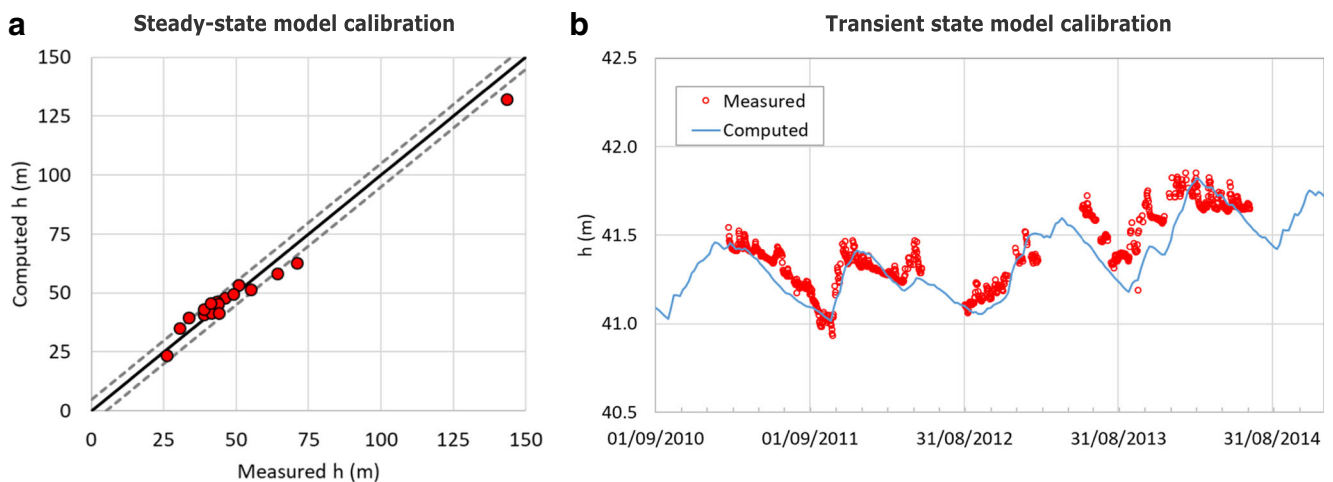 a
Steady-state model calibration
150
125
100
75
50
25
0
Computed h (m)
0 25 50 75 100 125 150
Measured h (m)
b
Transient state model calibration
42.5
42.0
41.5
41.0
40.5
h (m)
Measured
Computed
01/09/2010 01/09/2011 31/08/2012 31/08/2013 31/08/2014